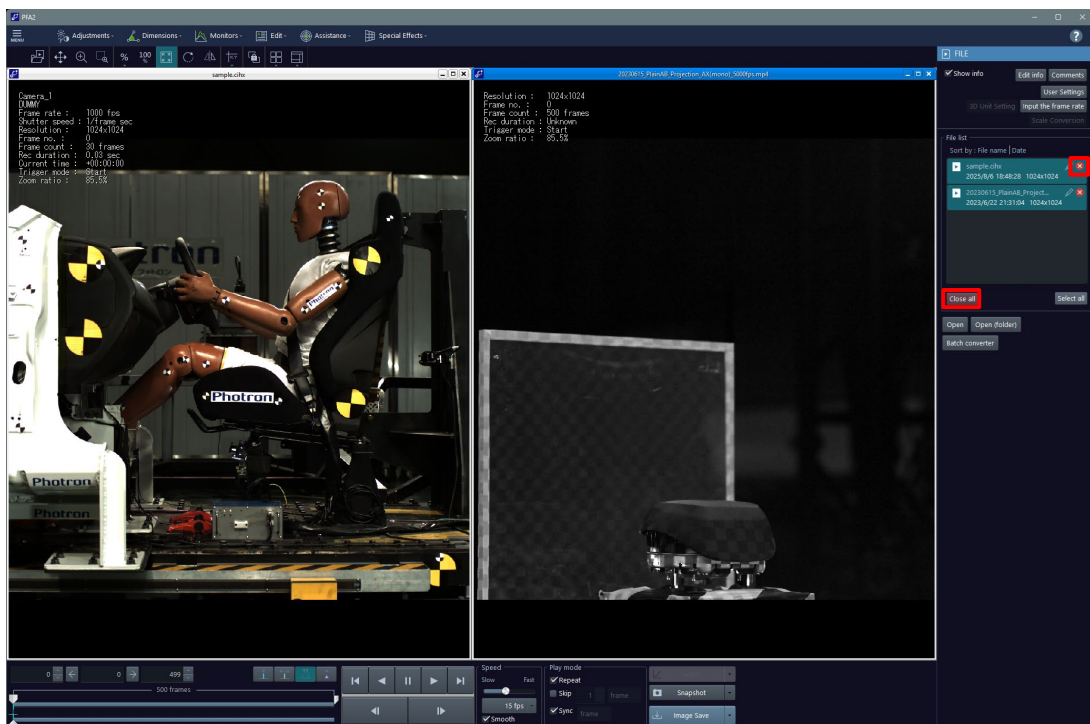 PFA2
MENU
Adjustments
Dimensions
Monitors
Edit
Assistance
Special Effects
?
%
100
%
sample.cihx
20230615_PlainAB_Projection_AX(mono)_5000fps.mp4
Camera_1
DUMMY
Frame rate : 1000 fps
Shutter speed : 1/frame sec
Resolution : 1024x1024
Frame no. : 0
Frame count : 30 frames
Rec duration : 0.03 sec
Current time : +00:00:00
Trigger mode : Start
Zoom ratio : 85.5%
Photron
Photron
Photron
Photron
Resolution : 1024x1024
Frame no. : 0
Frame count : 500 frames
Rec duration : Unknown
Trigger mode : Start
Zoom ratio : 85.5%
FILE
Show info
Edit info
Comments
User Settings
3D Unit Setting
Input the frame rate
Scale Conversion
File list
Sort by : File name | Date
sample.cihx
2025/8/6 18:48:28 1024x1024
20230615_PlainAB_Project...
2023/6/22 21:31:04 1024x1024
Close all
Select all
Open
Open (folder)
Batch converter
0
0
499
500 frames
Speed
Slow
Fast
15 fps
Smooth
Play mode
Repeat
Skip
1
frame
Sync
frame
Snapshot
Image Save